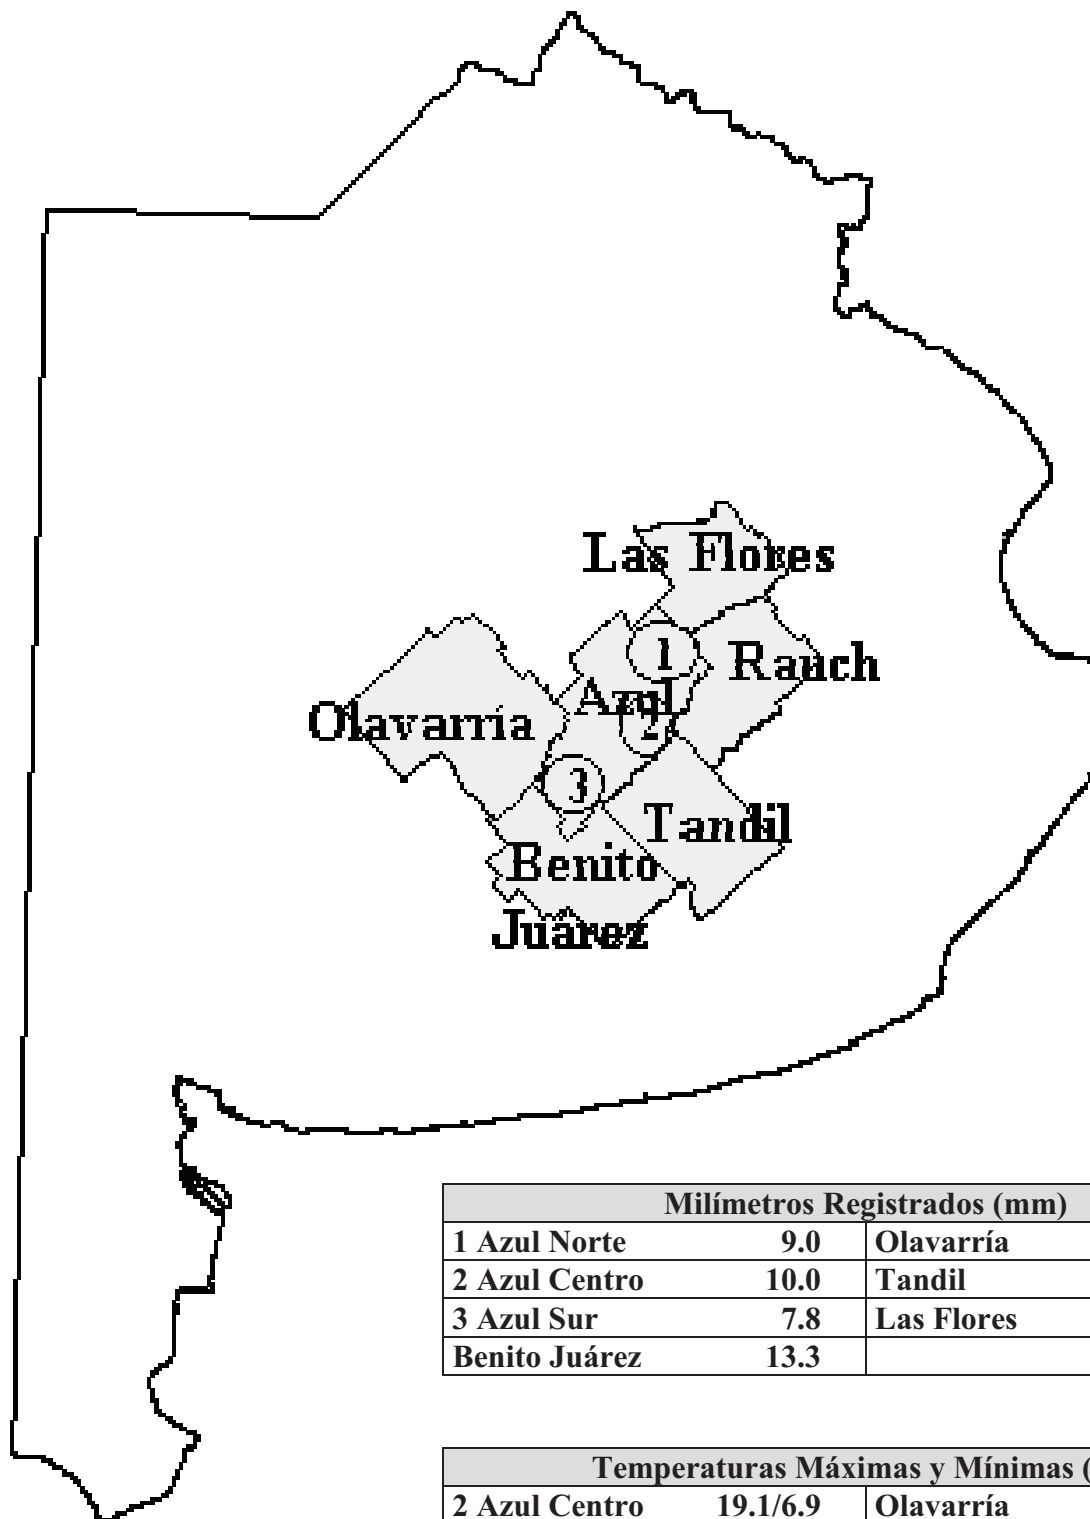 Las Flores
1
Rauch
Azul
Olavarría
2
3
Tandil
Benito
Juárez
Milímetros Registrados (mm)
1 Azul Norte 9.0 Olavarría
2 Azul Centro 10.0 Tandil
3 Azul Sur 7.8 Las Flores
Benito Juárez 13.3
Temperaturas Máximas y Mínimas (
2 Azul Centro 19.1/6.9 Olavarría